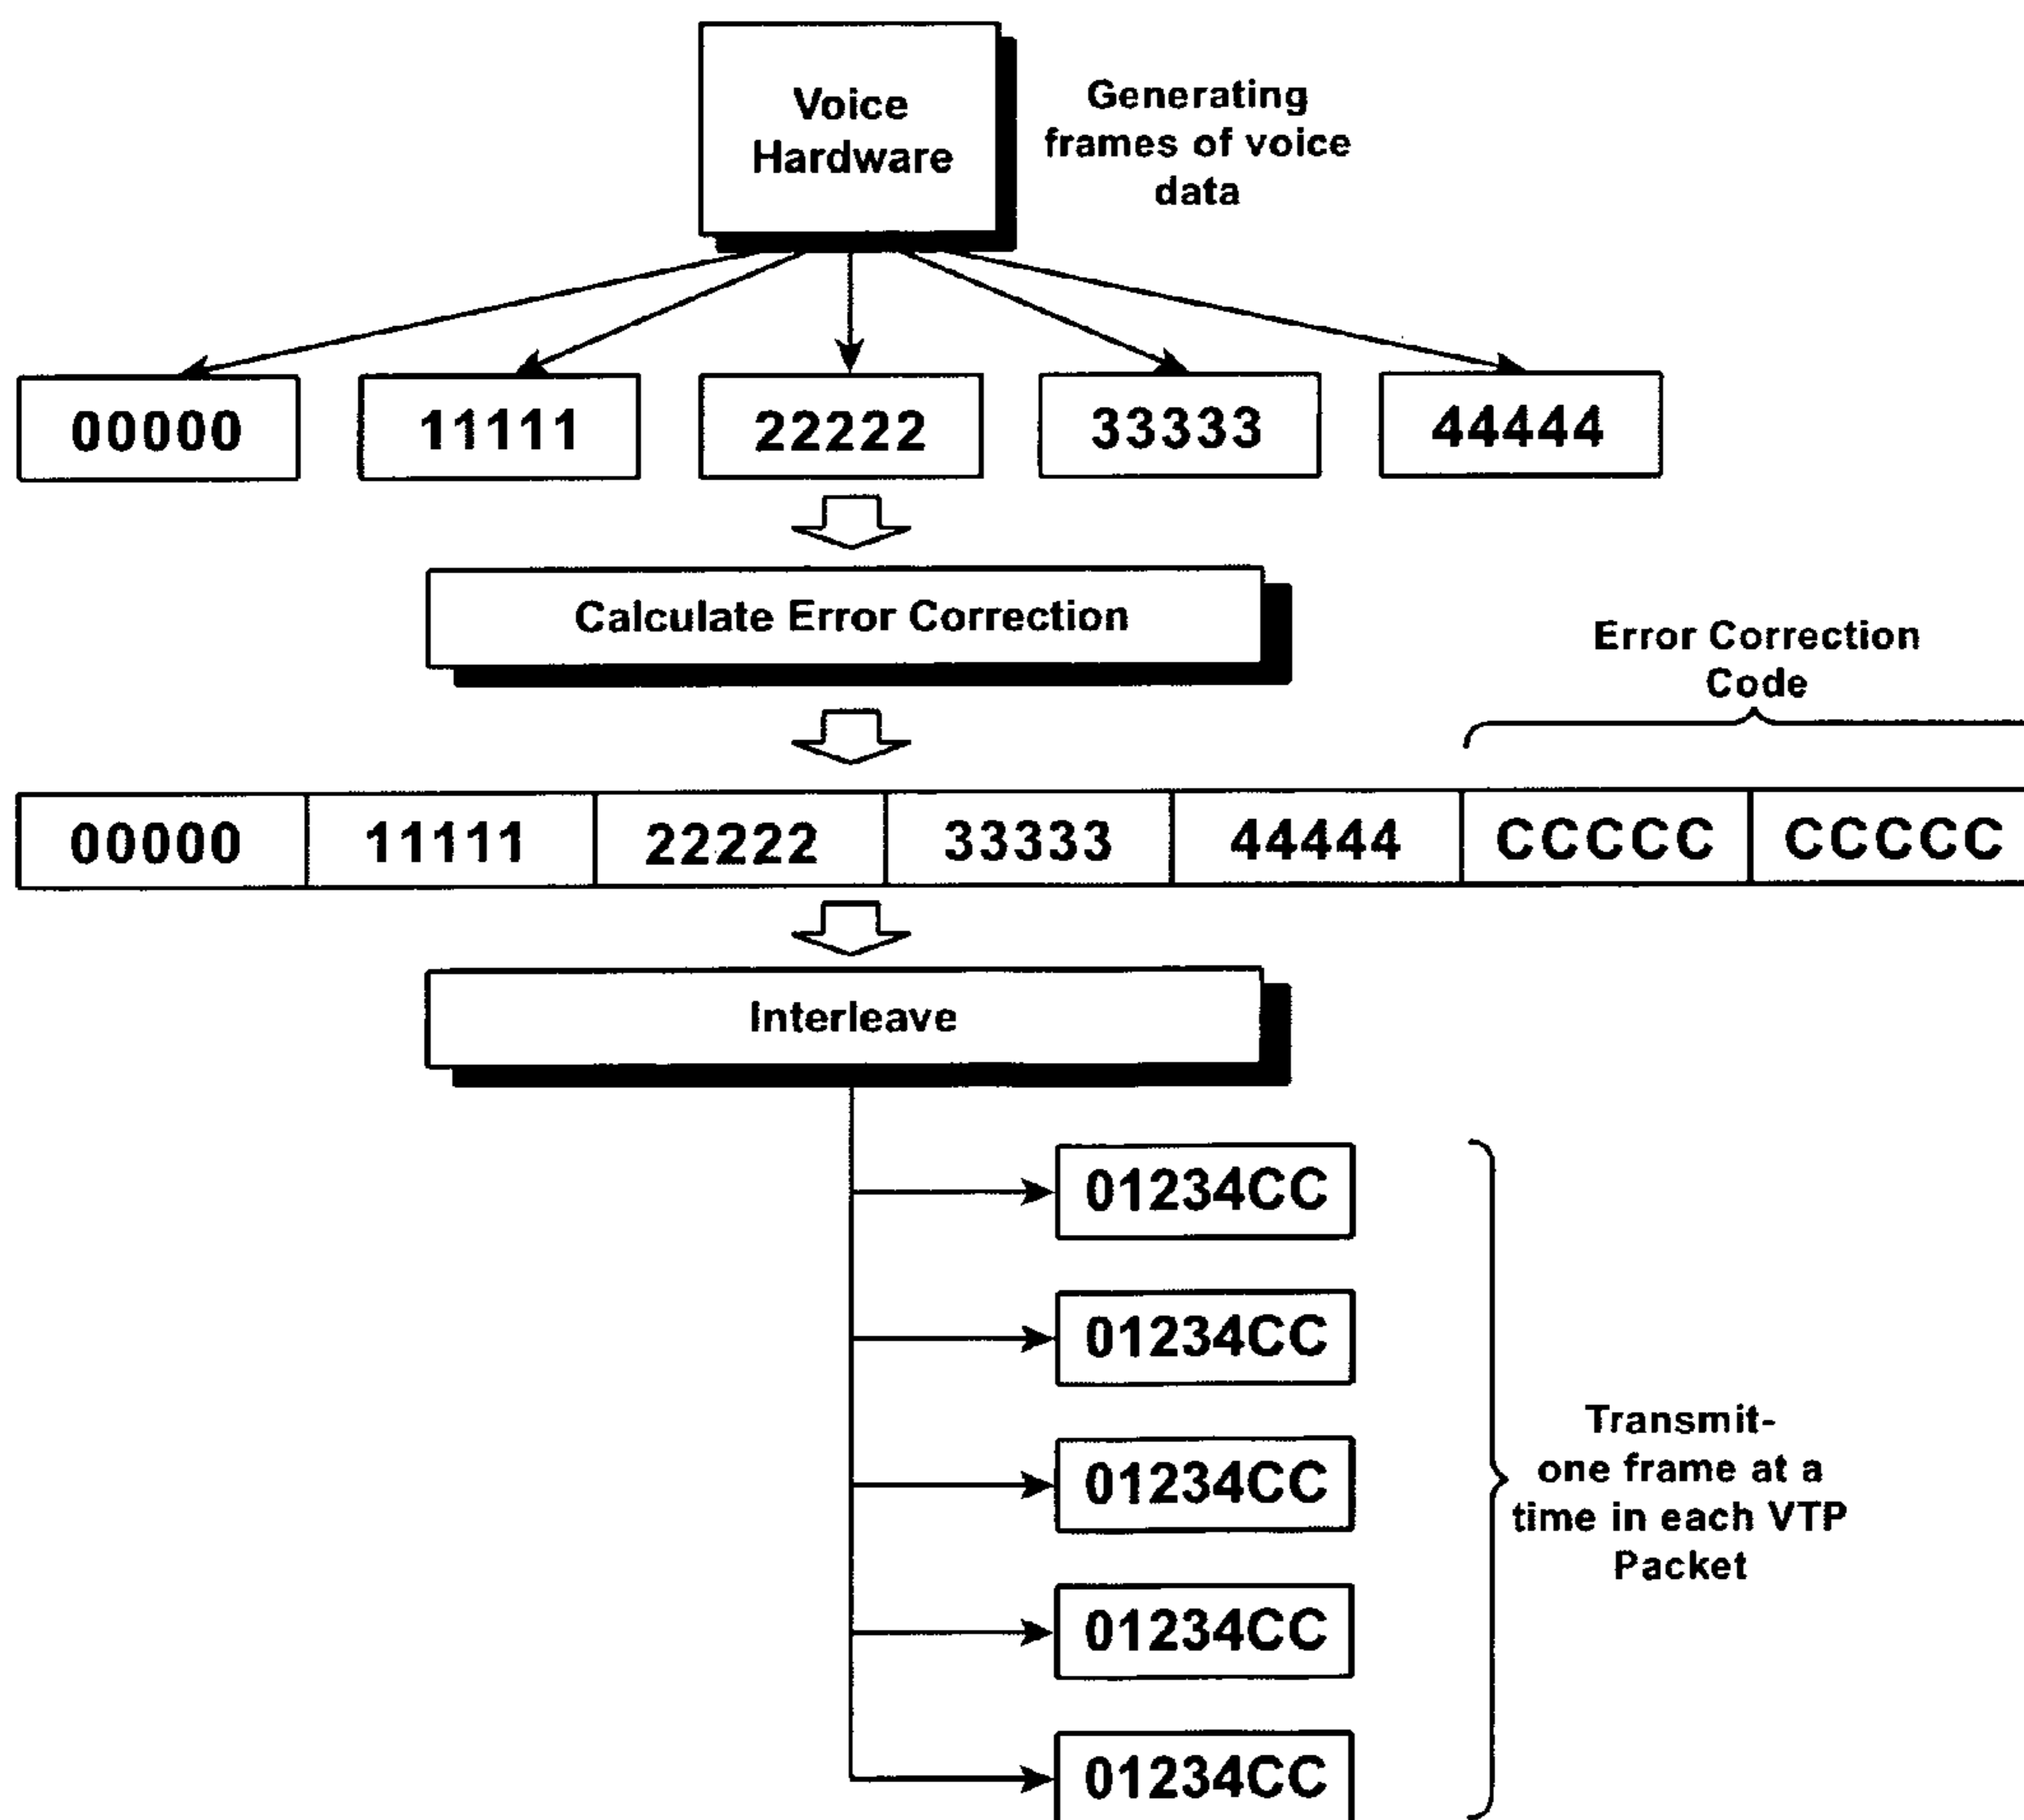 Voice
Hardware
Generating
frames of voice
data
00000
11111
22222
33333
44444
Calculate Error Correction
Error Correction
Code
00000
11111
22222
33333
44444
CCCCC
CCCCC
Interleave
01234CC
01234CC
01234CC
01234CC
01234CC
Transmit-
one frame at a
time in each VTP
Packet